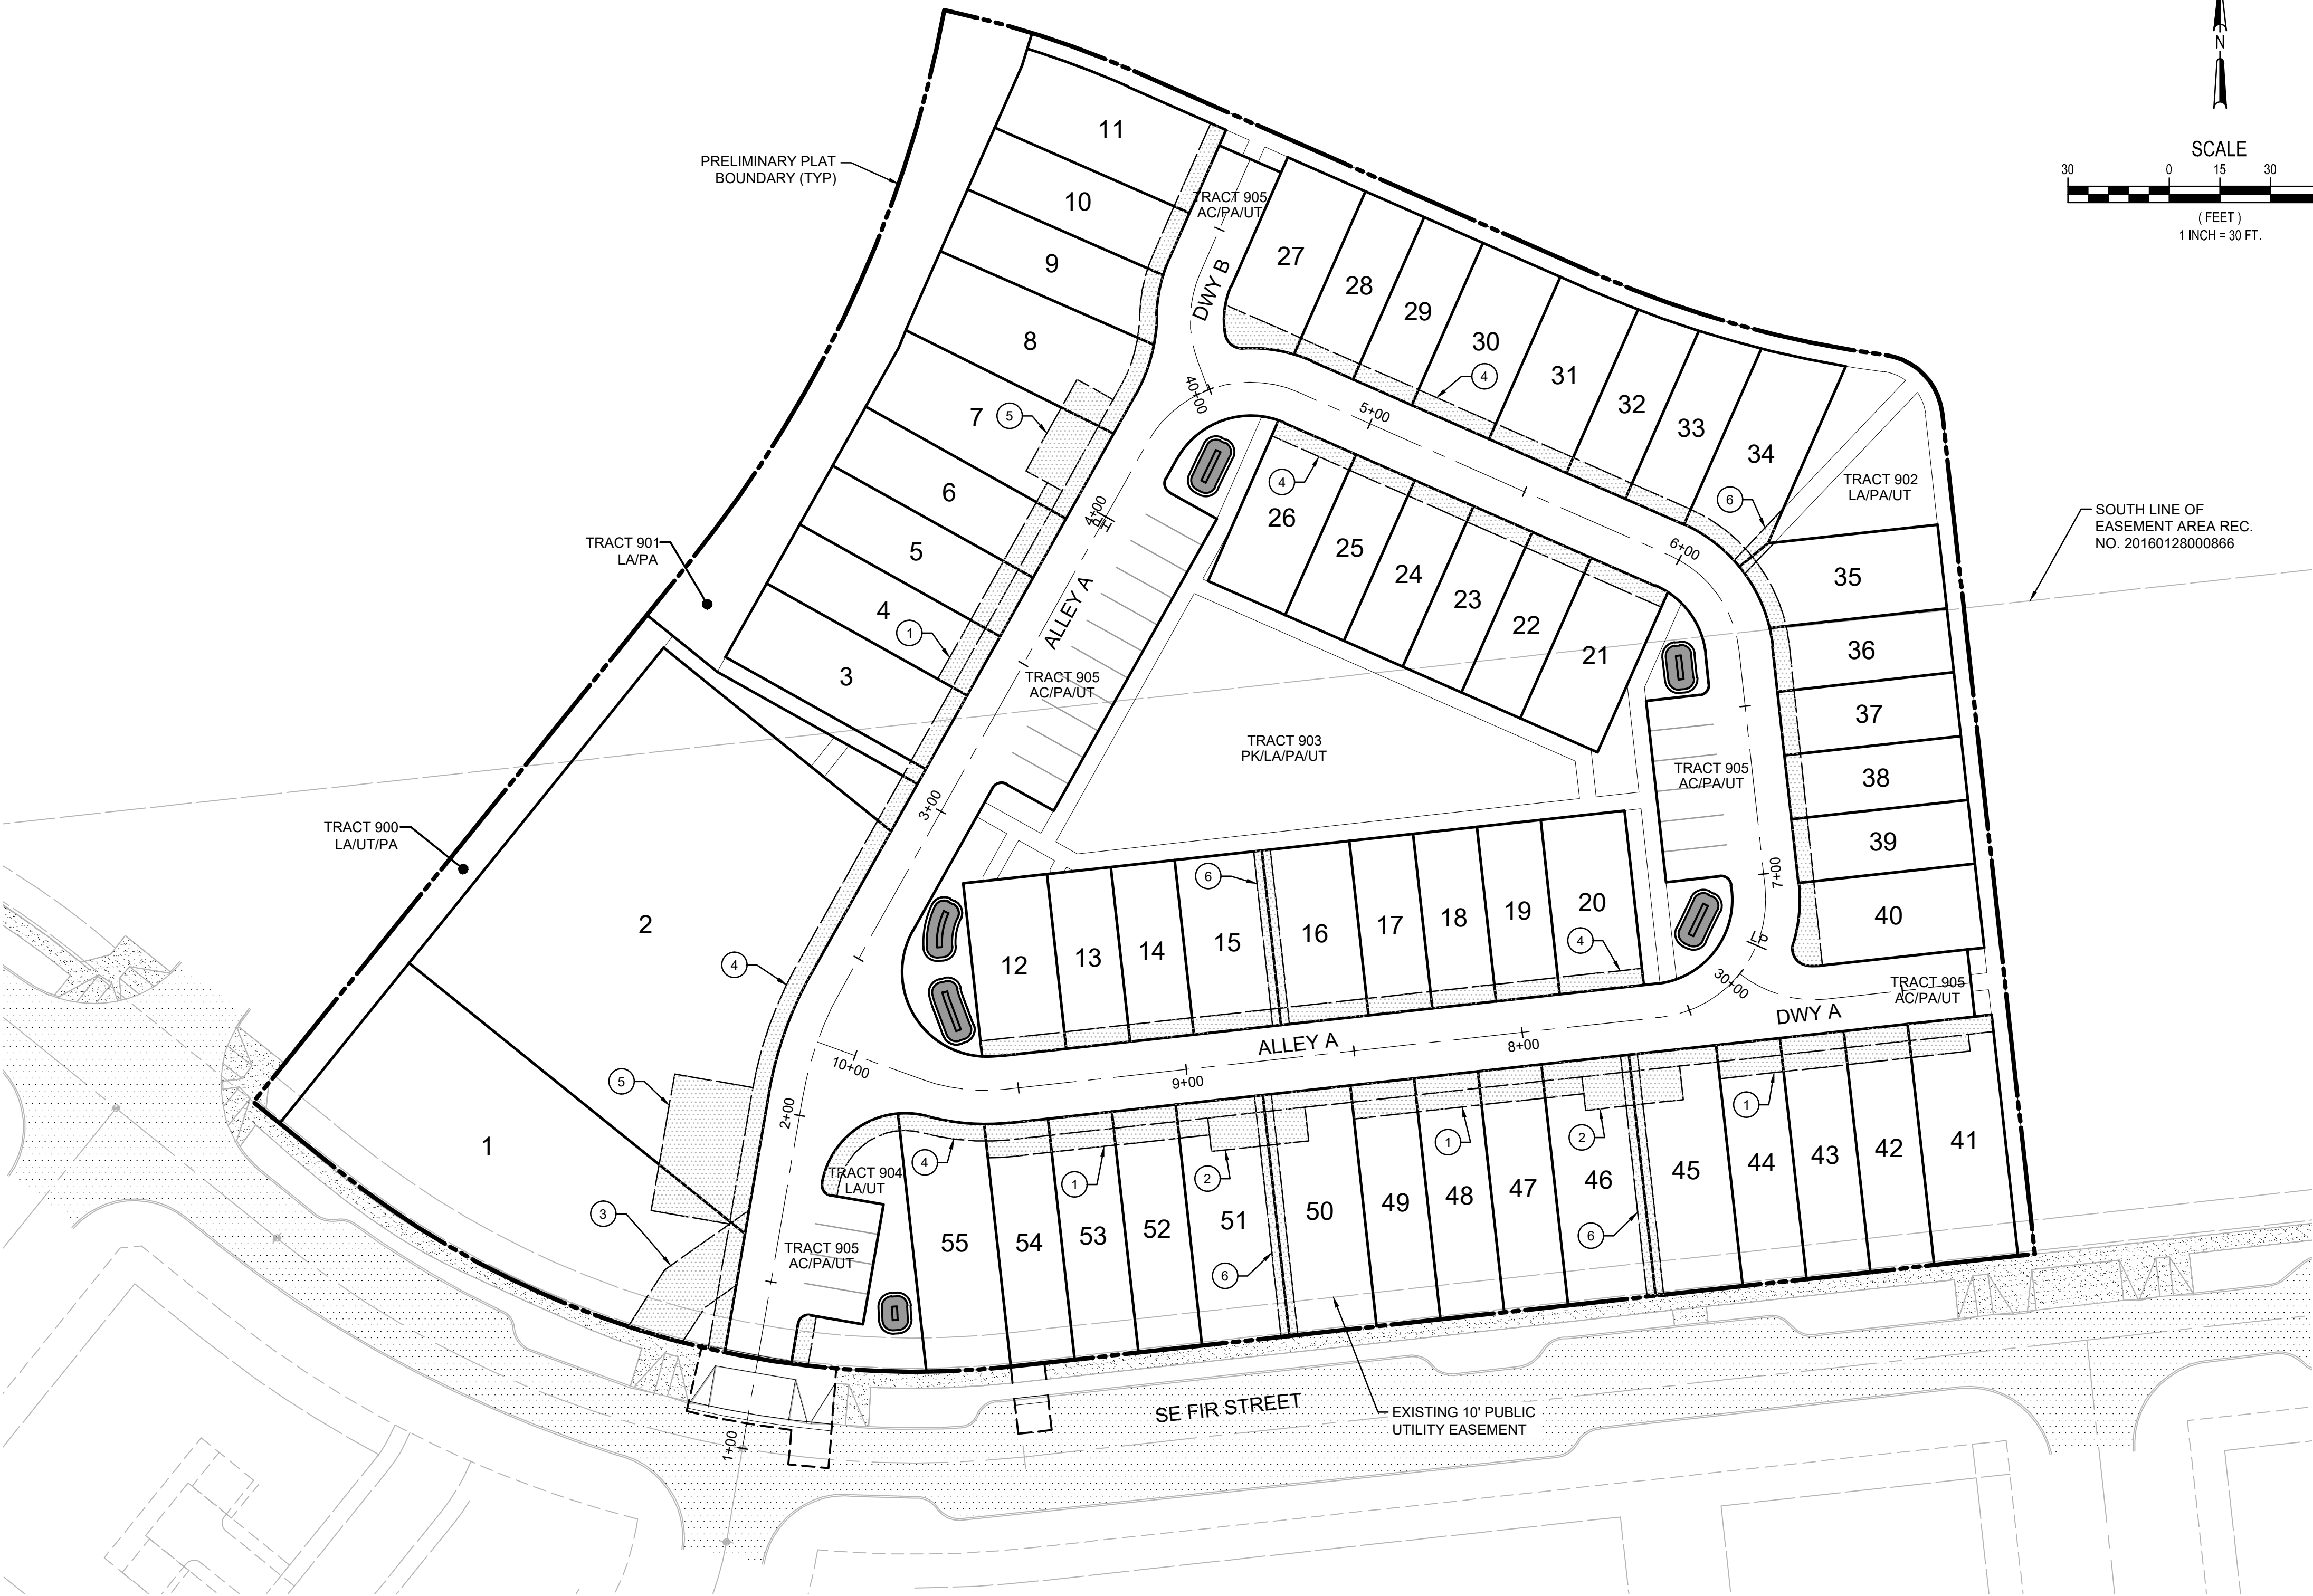 N
SCALE
30 0 15 30
( FEET )
1 INCH = 30 FT.
PRELIMINARY PLAT
BOUNDARY (TYP)
11
10
9
8
7
5
6
5
4
1
3
TRACT 901
LA/PA
TRACT 900
LA/UT/PA
2
4
5
1
3
TRACT 905
AC/PA/UT
DWY B
40+00
4+00
HP
ALLEY A
TRACT 905
AC/PA/UT
3+00
2+00
10+00
1+00
27
28
29
30
4
31
32
33
34
6
5+00
6+00
TRACT 902
LA/PA/UT
SOUTH LINE OF
EASEMENT AREA REC.
NO. 20160128000866
4
26
25
24
23
22
21
35
36
37
38
39
40
TRACT 903
PK/LA/PA/UT
TRACT 905
AC/PA/UT
7+00
LP
30+00
TRACT 905
AC/PA/UT
DWY A
12
13
14
15
6
16
17
18
19
20
4
ALLEY A
9+00
8+00
TRACT 904
LA/UT
4
TRACT 905
AC/PA/UT
55
54
53
1
52
51
2
6
50
49
48
1
47
46
2
6
45
44
1
43
42
41
SE FIR STREET
EXISTING 10' PUBLIC
UTILITY EASEMENT